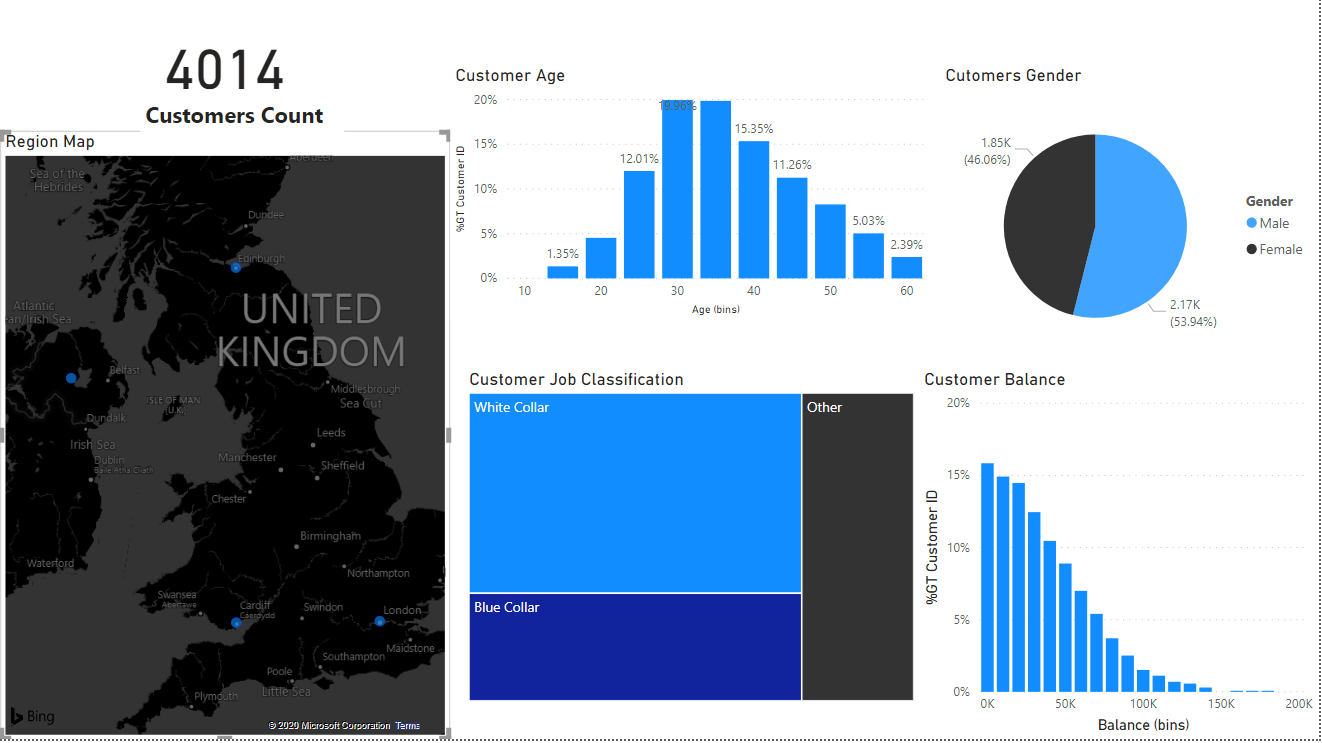 4014
Customers Count
Region Map
Aberdeen
Sea of the
Hebrides
Dundee
Edinburgh
UNITED
KINGDOM
Atlantic
an/Irish Sea
Belfast
ISLE OF MAN
(U.K.)
Middlesbrough
Sea Cut
Dundalk
Irish Sea
Dublin
Baile Átha Cliath
Leeds
Manchester
Sheffield
Chester
Birmingham
Waterford
Northampton
Swansea
Abertawe
Cardiff
Caerdydd
Swindon
London
Maidstone
Southampton
Poole
Little Sea
Plymouth
Bing
© 2020 Microsoft Corporation Terms
Customer Age
%GT Customer ID
20%
15%
10%
5%
0%
1.35%
12.01%
19.96%
15.35%
11.26%
5.03%
2.39%
10 20 30 40 50 60
Age (bins)
Cutomers Gender
1.85K
(46.06%)
2.17K
(53.94%)
Gender
Male
Female
Customer Job Classification
White Collar
Other
Blue Collar
Customer Balance
%GT Customer ID
20%
15%
10%
5%
0%
0K 50K 100K 150K 200K
Balance (bins)